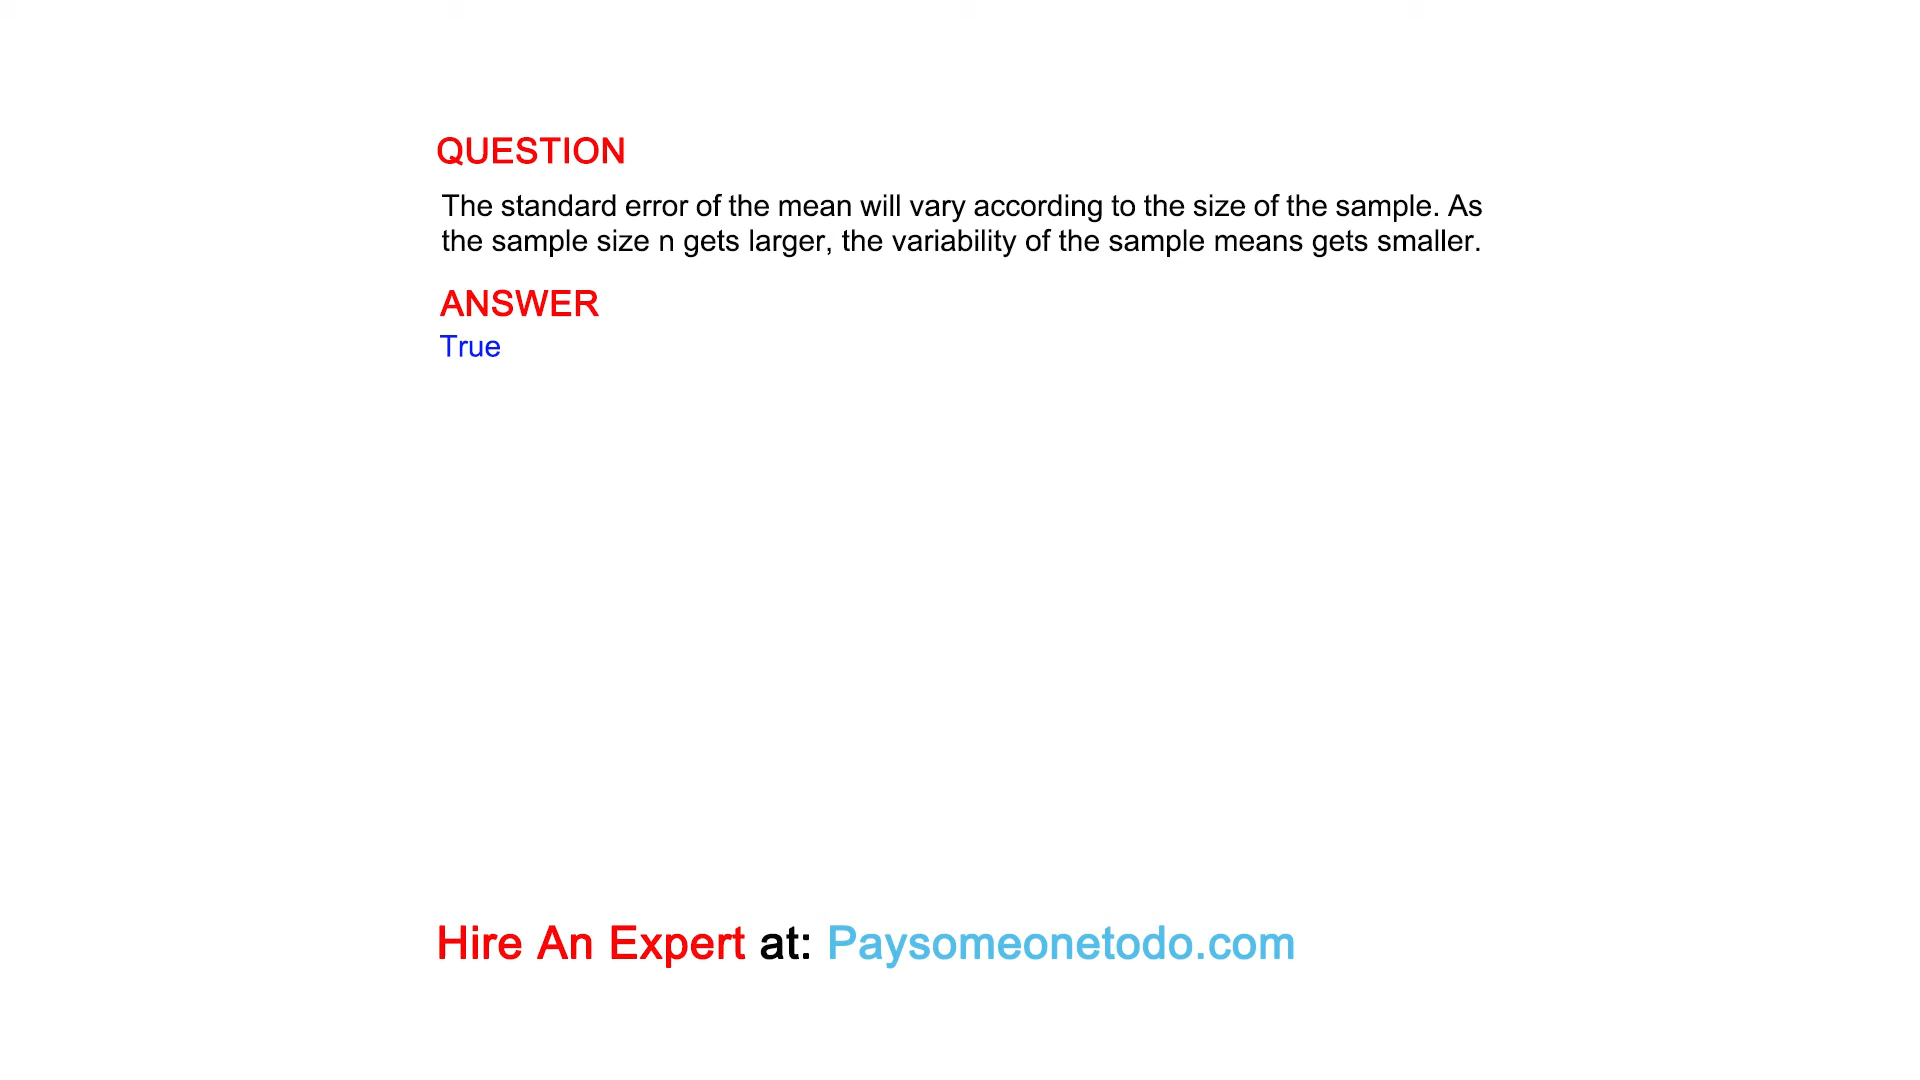 QUESTION
The standard error of the mean will vary according to the size of the sample. As
the sample size n gets larger, the variability of the sample means gets smaller.
ANSWER
True
Hire An Expert at: Paysomeonetodo.com